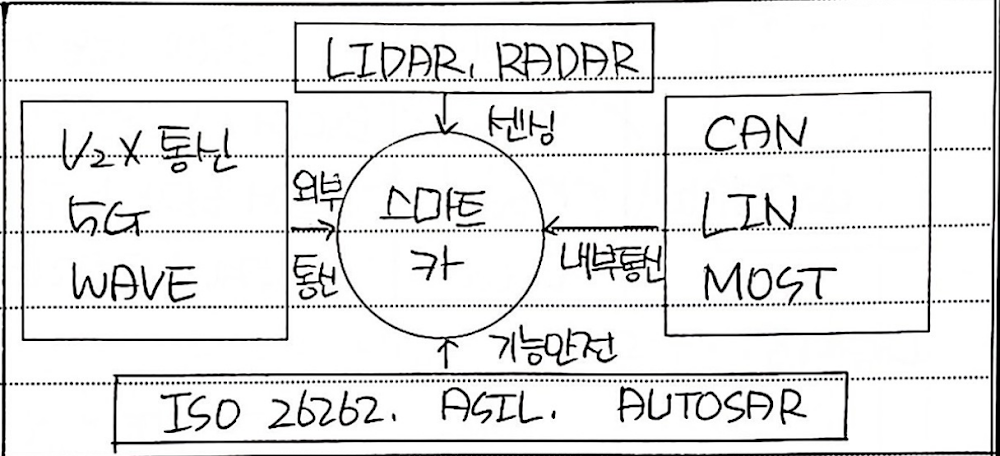 LIDAR, RADAR
센싱
V2X 통신
5G
WAVE
외부
통신
스마트
카
내부통신
CAN
LIN
MOST
기능안전
ISO 26262. ASIL. AUTOSAR